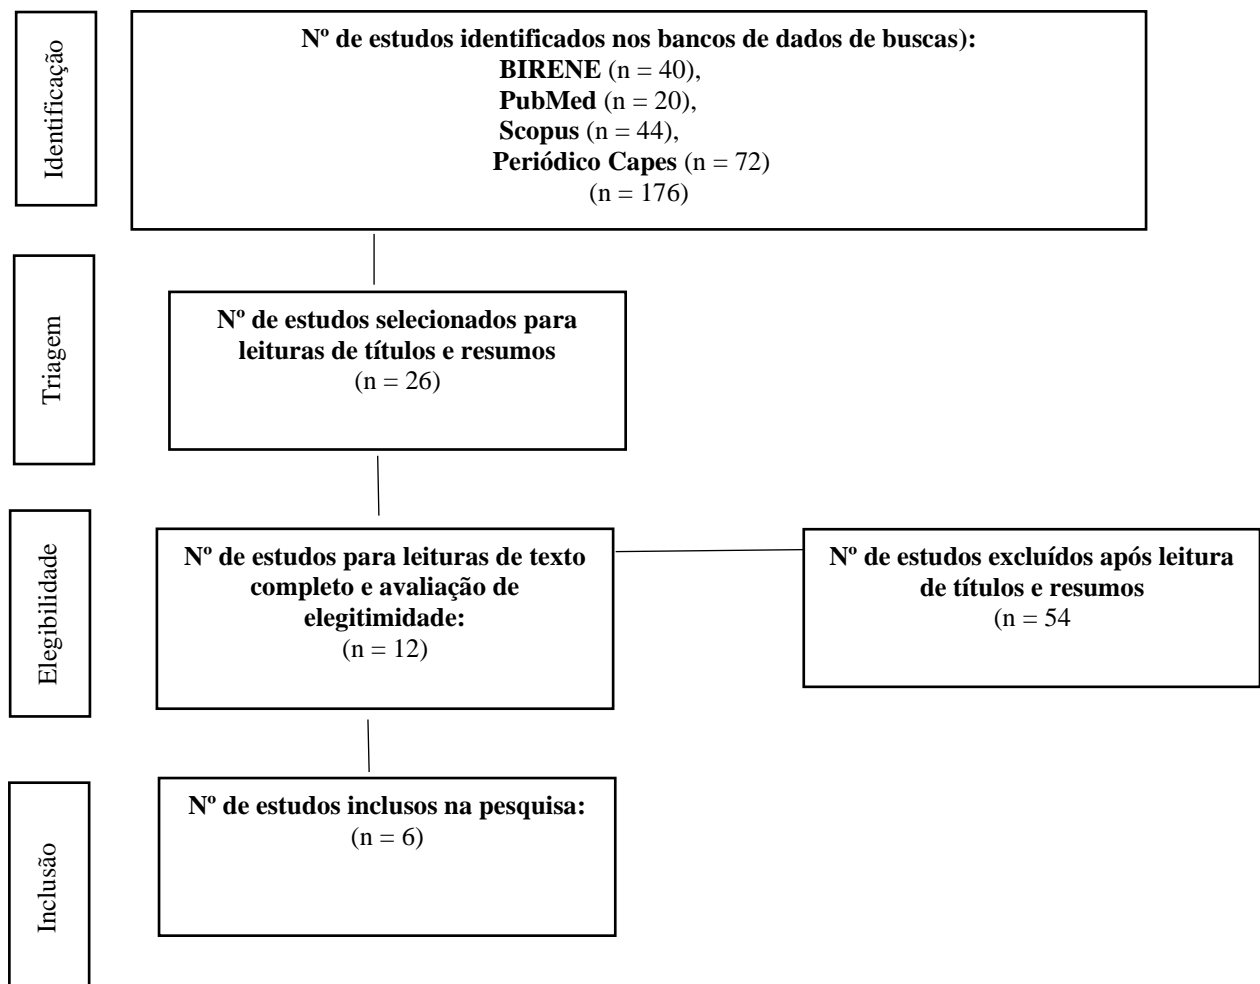 Identificação
Nº de estudos identificados nos bancos de dados de buscas):
BIRENE (n = 40),
PubMed (n = 20),
Scopus (n = 44),
Periódico Capes (n = 72)
(n = 176)
Triagem
Nº de estudos selecionados para
leituras de títulos e resumos
(n = 26)
Elegibilidade
Nº de estudos para leituras de texto
completo e avaliação de
elegitimidade:
(n = 12)
Nº de estudos excluídos após leitura
de títulos e resumos
(n = 54
Inclusão
Nº de estudos inclusos na pesquisa:
(n = 6)